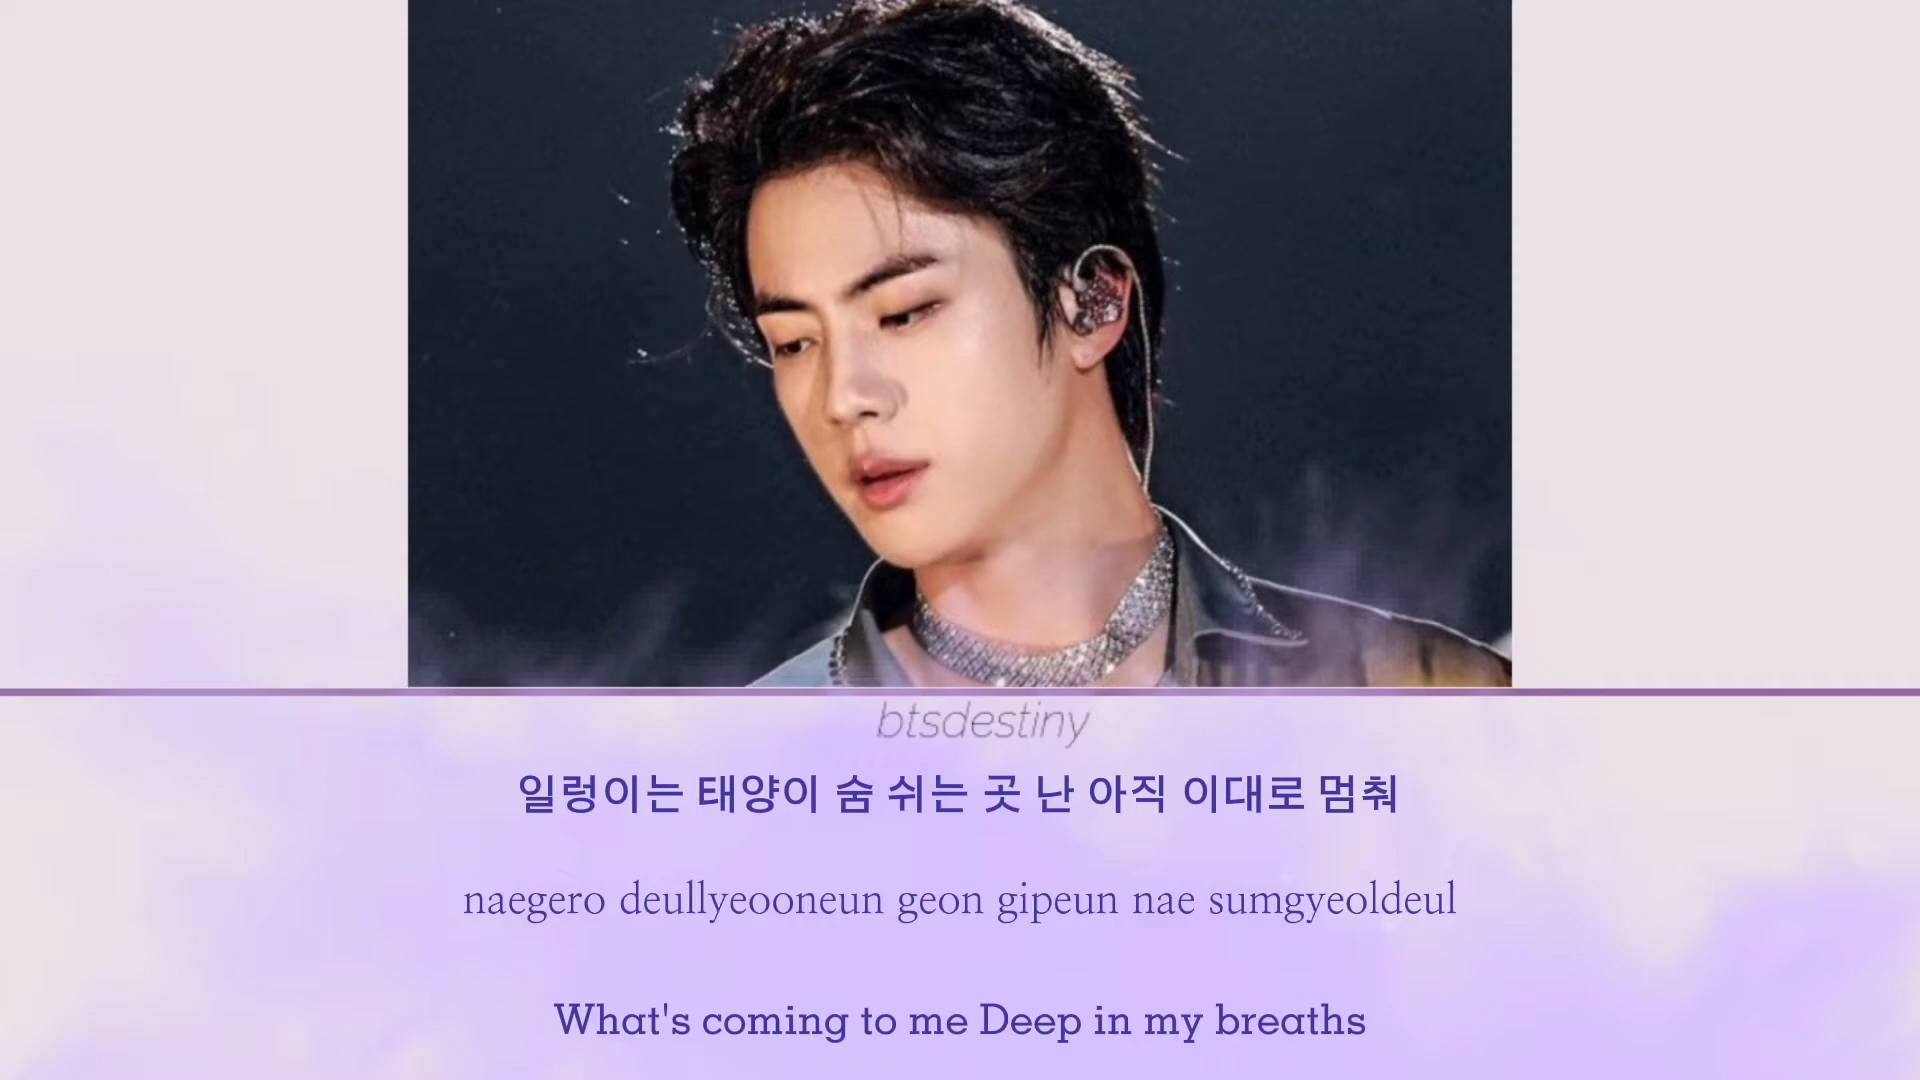 btsdestiny
일렁이는 태양이 숨 쉬는 곳 난 아직 이대로 멈춰
naegero deullyeooneun geon gipeun nae sumgyeoldeul
What's coming to me Deep in my breaths